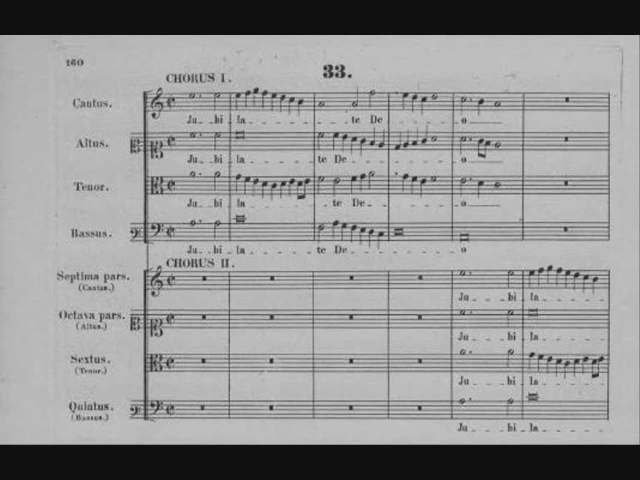 160
33.
CHORUS I.
Cantus.
Ju - bi - la - te De - o
Altus.
Ju - bi - la - te De - o
Tenor.
Ju - bi - la - te De - o
Bassus.
Ju - bi - la - te De - o
CHORUS II.
Septima pars.
(Cantus.)
Ju - bi - la
Octava pars.
(Altus.)
Ju - bi - la
Sextus.
(Tenor.)
Ju - bi - la
Quintus.
(Bassus.)
Ju - bi - la